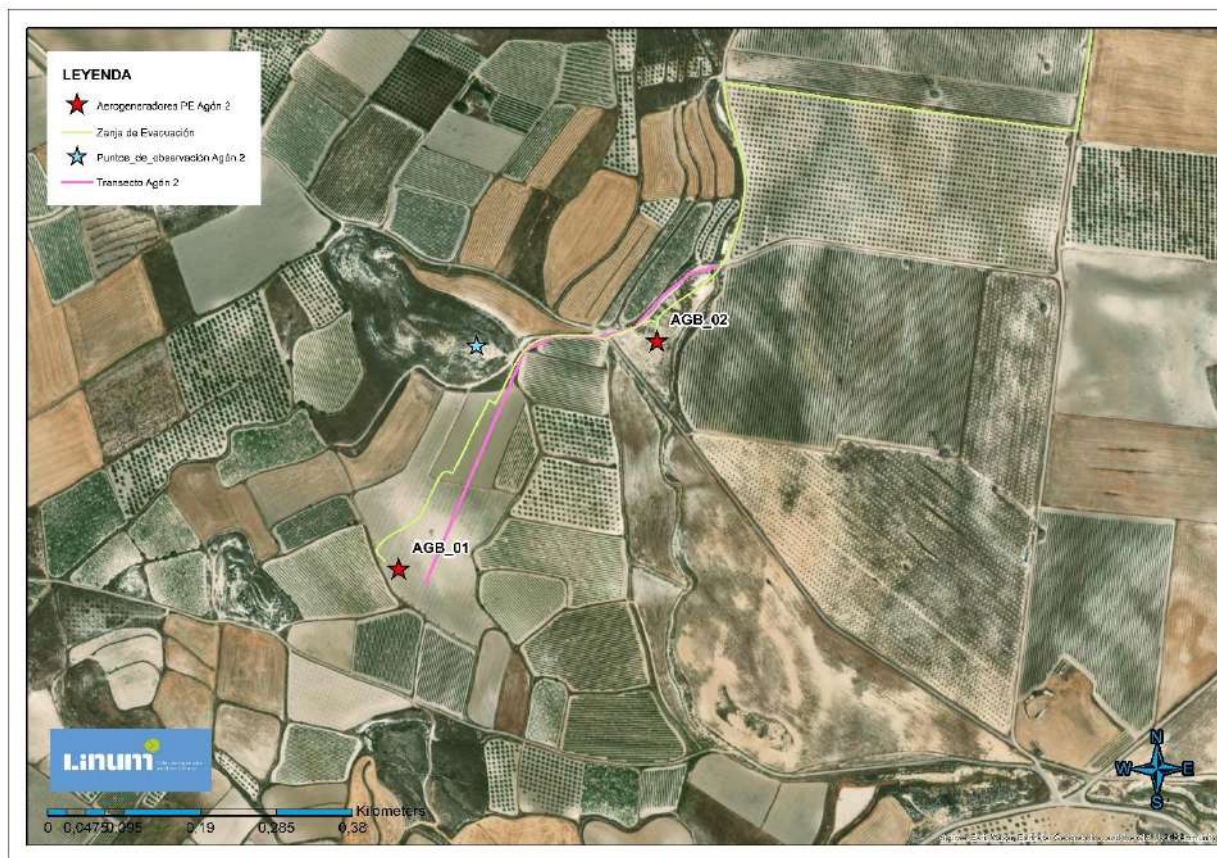 LEYENDA
Aerogeneradores PE Agón 2
Zanja de Evacuación
Puntos_de_observación Agón 2
Transecto Agón 2
AGB_02
AGB_01
N
W E
S
Linum
Kilometers
0 0,0475 0,095 0,19 0,285 0,38